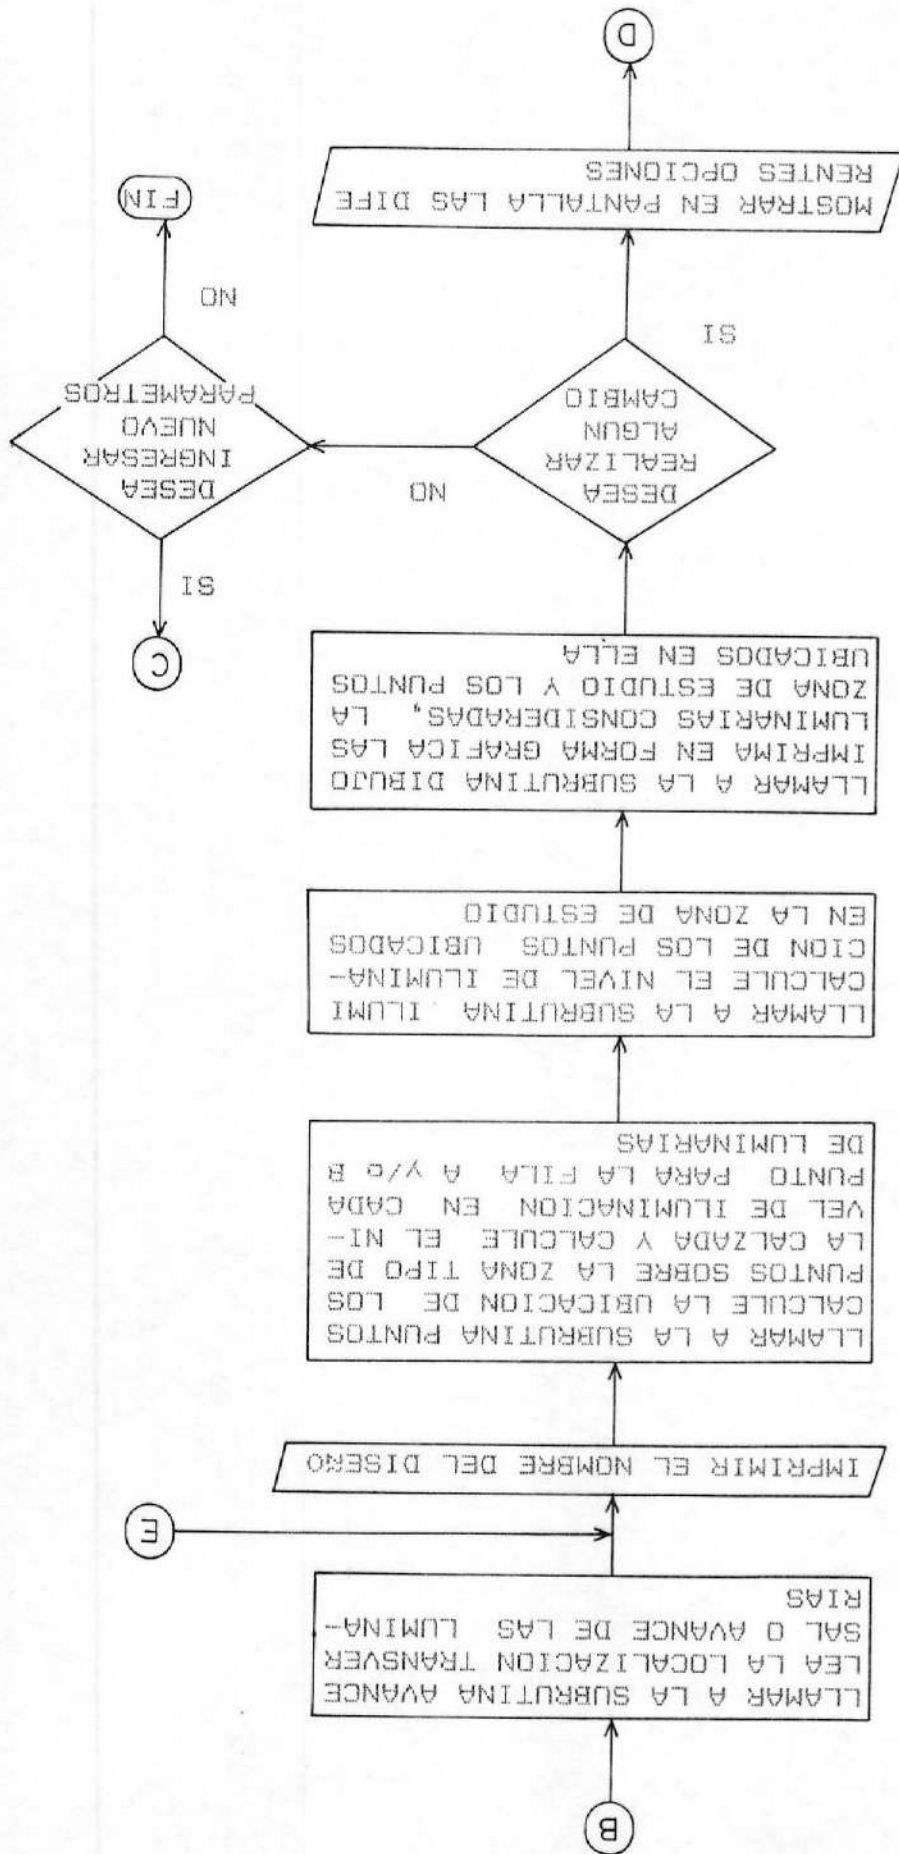 B
LLAMAR A LA SUBRUTINA AVANCE
LEA LA LOCALIZACION TRANSVER
SAL O AVANCE DE LAS LUMINA-
RIAS
E
IMPRIMIR EL NOMBRE DEL DISEÑO
LLAMAR A LA SUBRUTINA PUNTOS
CALCULE LA UBICACION DE LOS
PUNTOS SOBRE LA ZONA TIPO DE
LA CALZADA Y CALCULE EL NI-
VEL DE ILUMINACION EN CADA
PUNTO PARA LA FILA A y/o B
DE LUMINARIAS
LLAMAR A LA SUBRUTINA ILUMI
CALCULE EL NIVEL DE ILUMINA-
CION DE LOS PUNTOS UBICADOS
EN LA ZONA DE ESTUDIO
LLAMAR A LA SUBRUTINA DIBUJO
IMPRIMA EN FORMA GRAFICA LAS
LUMINARIAS CONSIDERADAS, LA
ZONA DE ESTUDIO Y LOS PUNTOS
UBICADOS EN ELLA
DESEA
REALIZAR
ALGUN
CAMBIO
NO
SI
C
SI
DESEA
INGRESAR
NUEVO
PARAMETROS
NO
FIN
MOSTRAR EN PANTALLA LAS DIFE
RENTES OPCIONES
D